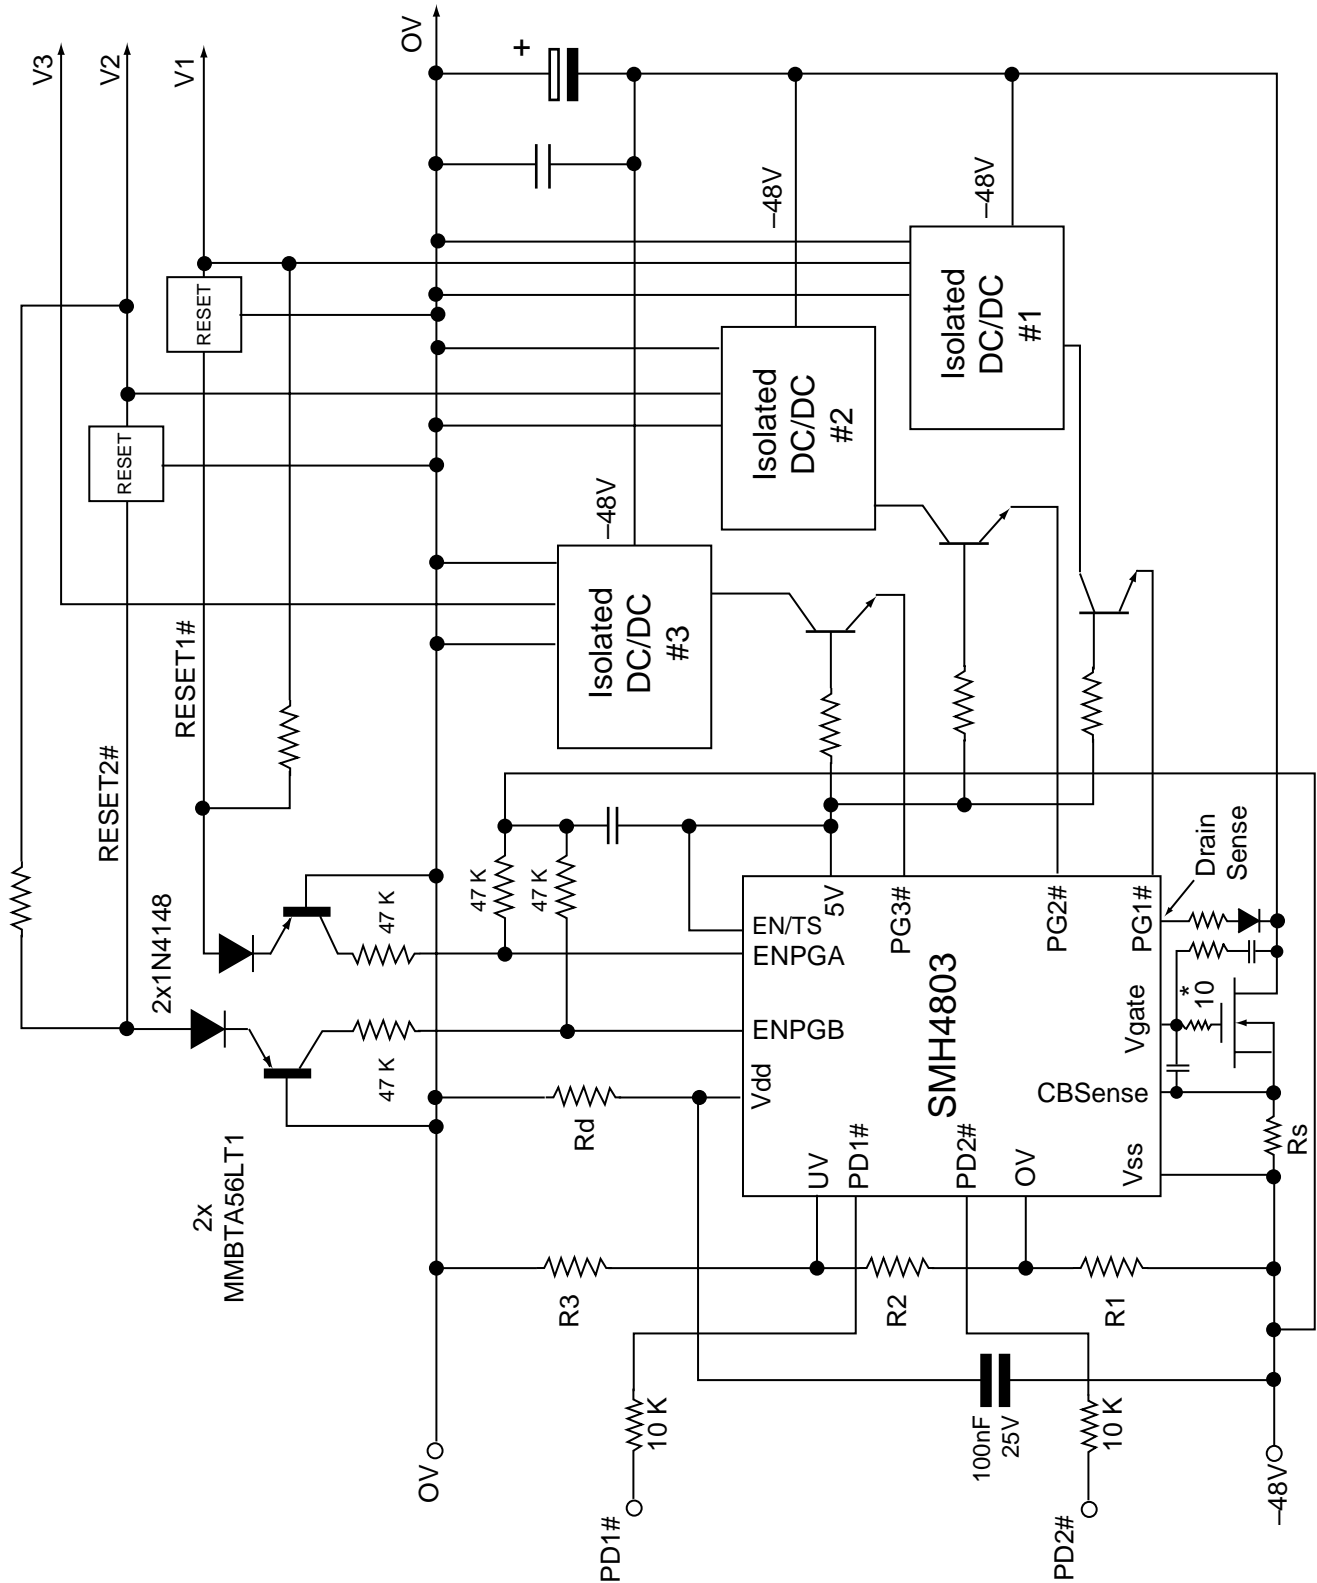 V3
V2
V1
OV
+
RESET
RESET
–48V
–48V
–48V
Isolated
DC/DC
#1
Isolated
DC/DC
#2
Isolated
DC/DC
#3
RESET1#
RESET2#
2x1N4148
2x
MMBTA56LT1
47 K
47 K
47 K
47 K
EN/TS
5V
ENPGA
ENPGB
Vdd
PG3#
PG2#
PG1#
Drain
Sense
SMH4803
Vgate
*
10
CBSense
Vss
Rs
UV
PD1#
PD2#
OV
Rd
R3
R2
R1
10 K
100nF
25V
10 K
OV
PD1#
PD2#
–48V